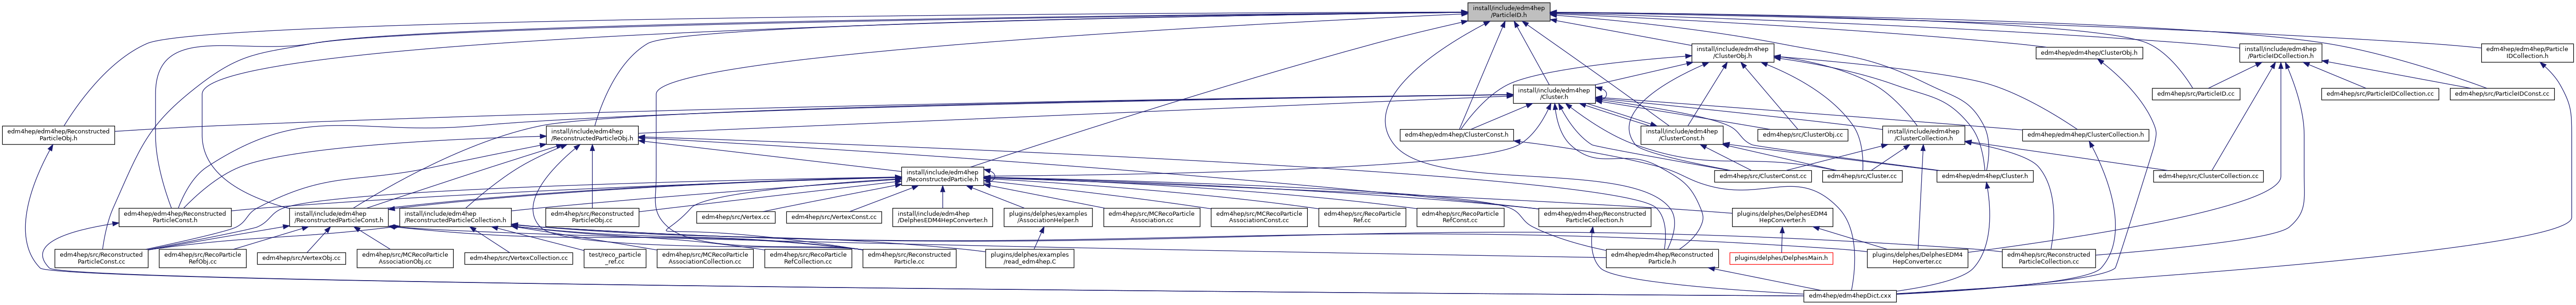 install/include/edm4hep
/ParticleID.h
install/include/edm4hep
/ClusterObj.h
edm4hep/edm4hep/ClusterObj.h
install/include/edm4hep
/ParticleIDCollection.h
edm4hep/edm4hep/Particle
IDCollection.h
install/include/edm4hep
/Cluster.h
edm4hep/src/ParticleID.cc
edm4hep/src/ParticleIDCollection.cc
edm4hep/src/ParticleIDConst.cc
edm4hep/edm4hep/Reconstructed
ParticleObj.h
install/include/edm4hep
/ReconstructedParticleObj.h
edm4hep/edm4hep/ClusterConst.h
install/include/edm4hep
/ClusterConst.h
edm4hep/src/ClusterObj.cc
install/include/edm4hep
/ClusterCollection.h
edm4hep/edm4hep/ClusterCollection.h
install/include/edm4hep
/ReconstructedParticle.h
edm4hep/src/ClusterConst.cc
edm4hep/src/Cluster.cc
edm4hep/edm4hep/Cluster.h
edm4hep/src/ClusterCollection.cc
edm4hep/edm4hep/Reconstructed
ParticleConst.h
install/include/edm4hep
/ReconstructedParticleConst.h
install/include/edm4hep
/ReconstructedParticleCollection.h
edm4hep/src/Reconstructed
ParticleObj.cc
edm4hep/src/Vertex.cc
edm4hep/src/VertexConst.cc
install/include/edm4hep
/DelphesEDM4HepConverter.h
plugins/delphes/examples
/AssociationHelper.h
edm4hep/src/MCRecoParticle
Association.cc
edm4hep/src/MCRecoParticle
AssociationConst.cc
edm4hep/src/RecoParticle
Ref.cc
edm4hep/src/RecoParticle
RefConst.cc
edm4hep/edm4hep/Reconstructed
ParticleCollection.h
plugins/delphes/DelphesEDM4
HepConverter.h
edm4hep/src/Reconstructed
ParticleConst.cc
edm4hep/src/RecoParticle
RefObj.cc
edm4hep/src/VertexObj.cc
edm4hep/src/MCRecoParticle
AssociationObj.cc
edm4hep/src/VertexCollection.cc
test/reco_particle
_ref.cc
edm4hep/src/MCRecoParticle
AssociationCollection.cc
edm4hep/src/RecoParticle
RefCollection.cc
edm4hep/src/Reconstructed
Particle.cc
plugins/delphes/examples
/read_edm4hep.C
edm4hep/edm4hep/Reconstructed
Particle.h
plugins/delphes/DelphesMain.h
plugins/delphes/DelphesEDM4
HepConverter.cc
edm4hep/src/Reconstructed
ParticleCollection.cc
edm4hep/edm4hepDict.cxx